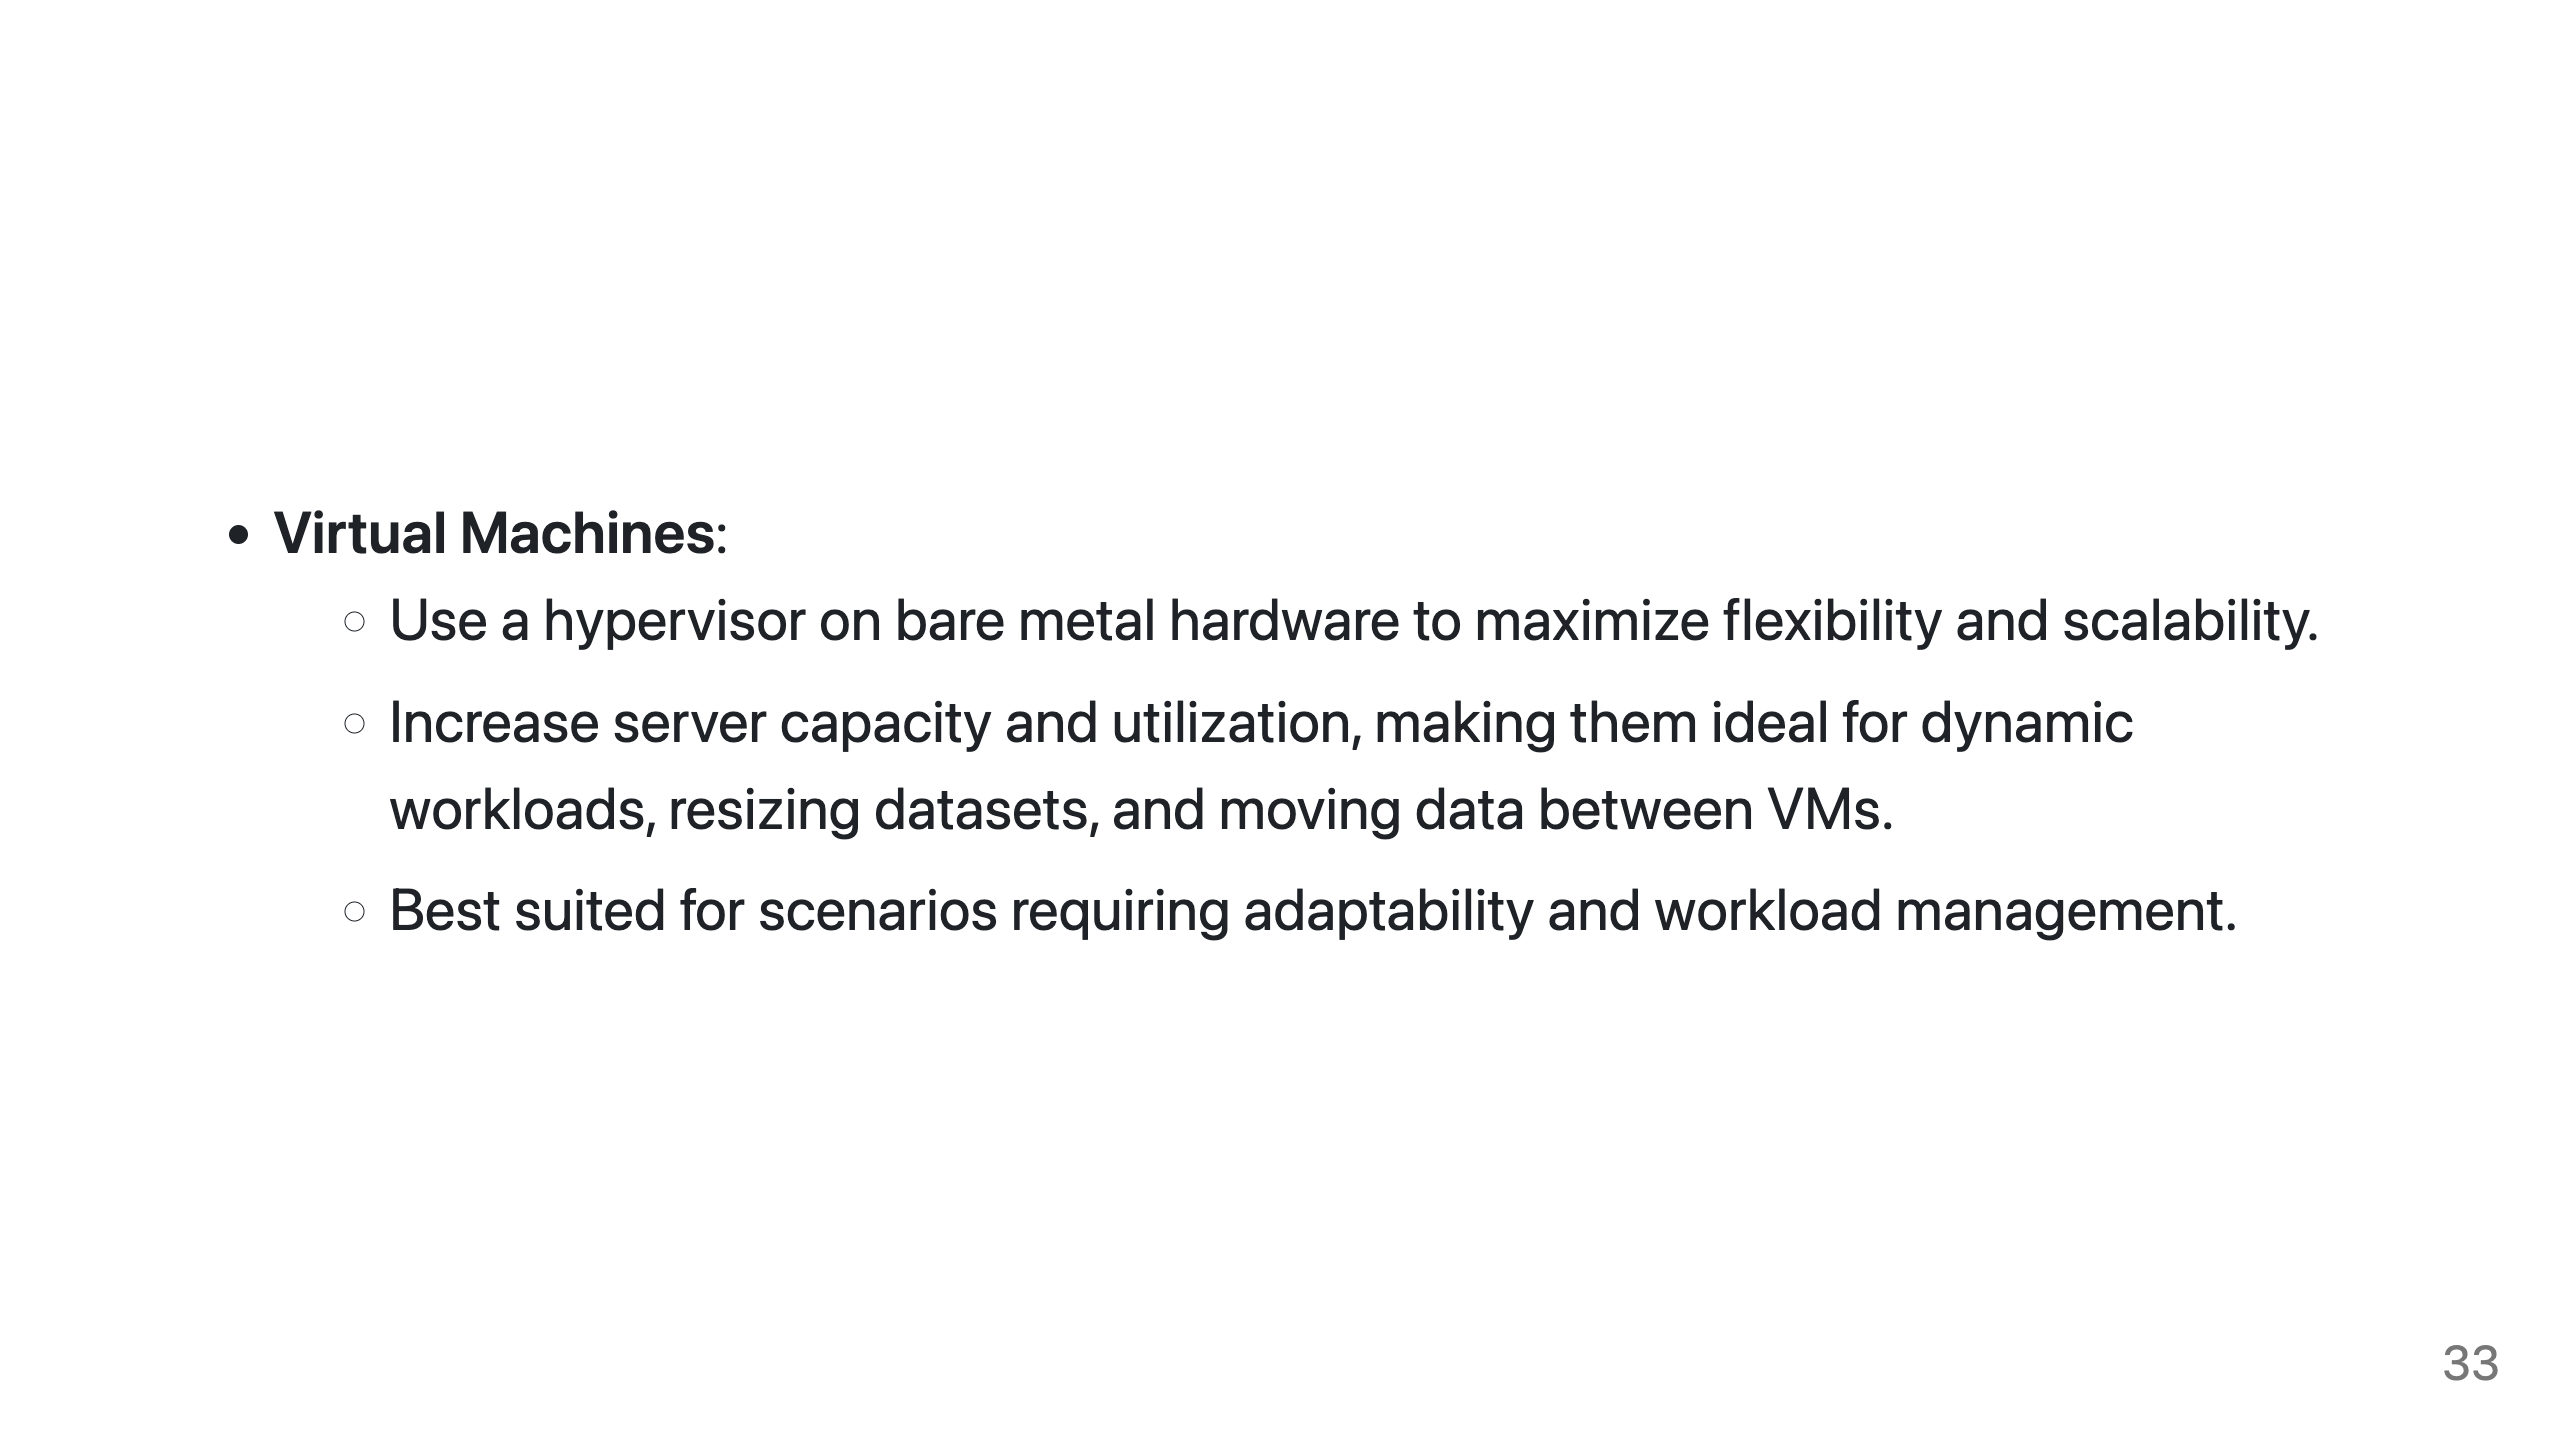 • Virtual Machines:
○ Use a hypervisor on bare metal hardware to maximize flexibility and scalability.
○ Increase server capacity and utilization, making them ideal for dynamic
workloads, resizing datasets, and moving data between VMs.
○ Best suited for scenarios requiring adaptability and workload management.
33